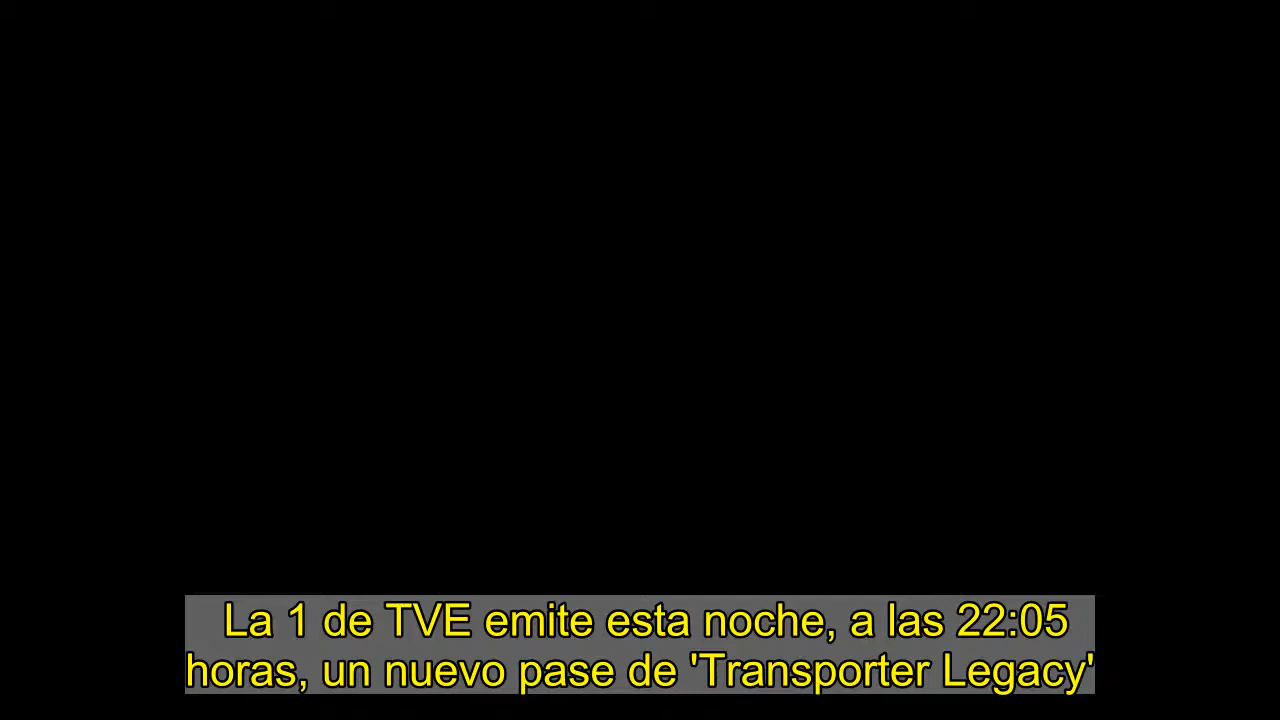 La 1 de TVE emite esta noche, a las 22:05
horas, un nuevo pase de 'Transporter Legacy'